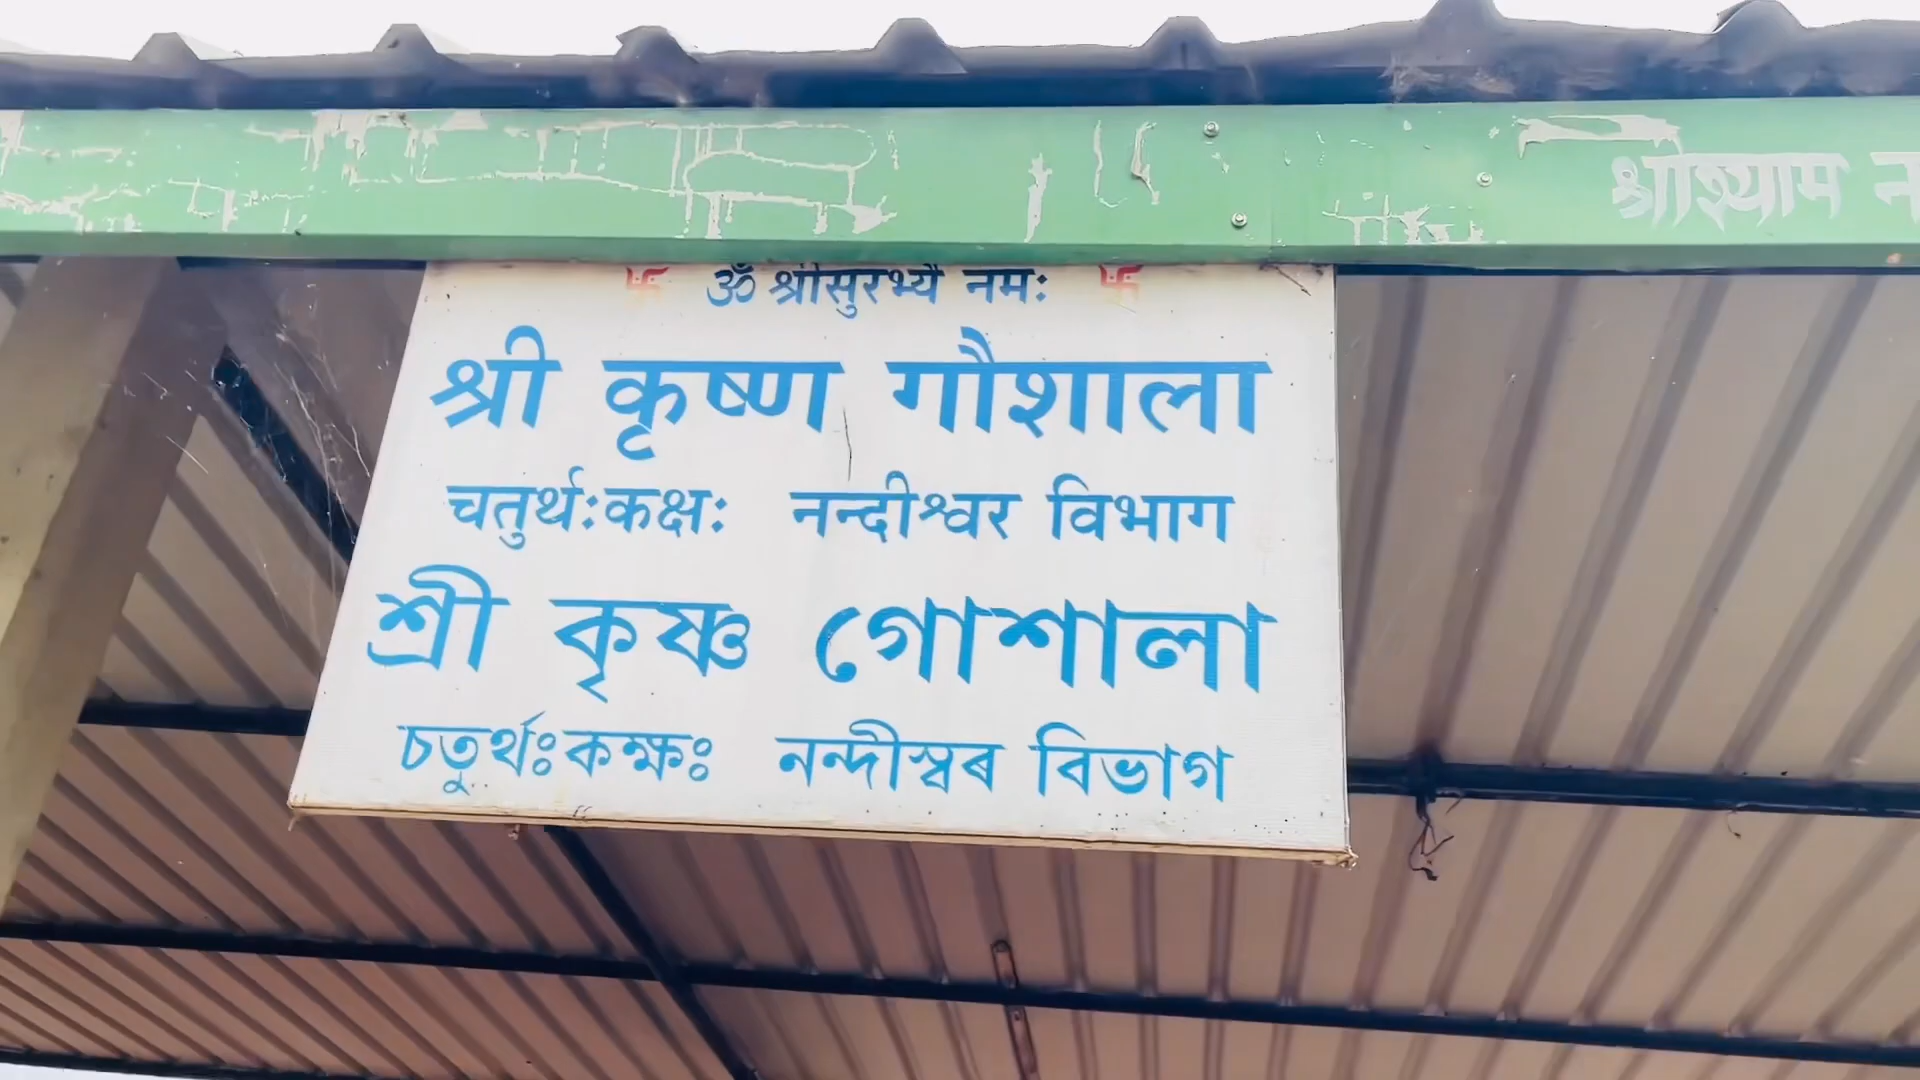 श्रीश्याम
ॐ श्रीसुरभ्यै नमः
श्री कृष्ण गौशाला
चतुर्थ:कक्ष: नन्दीश्वर विभाग
শ্ৰী কৃষ্ণ গোশালা
চতুৰ্থঃকক্ষঃ নন্দীস্বৰ বিভাগ